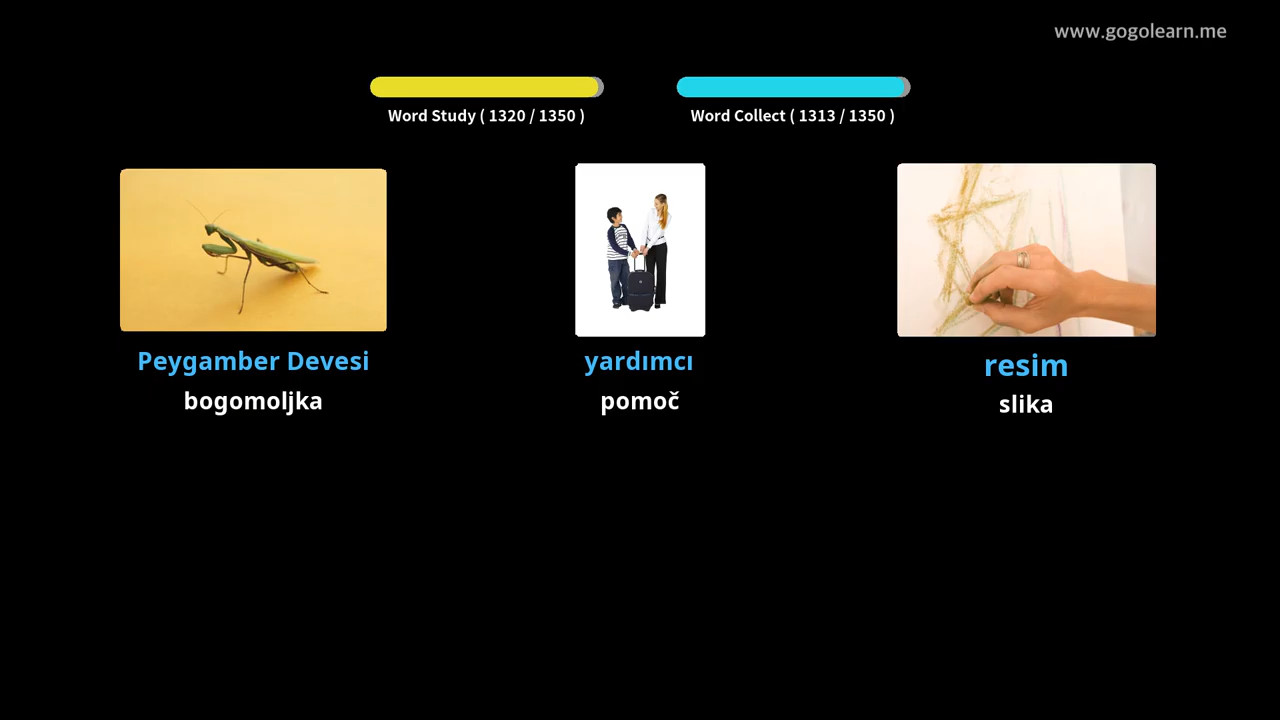 www.gogolearn.me
Word Study ( 1320 / 1350 )
Word Collect ( 1313 / 1350 )
Peygamber Devesi
bogomoljka
yardımcı
pomoč
resim
slika